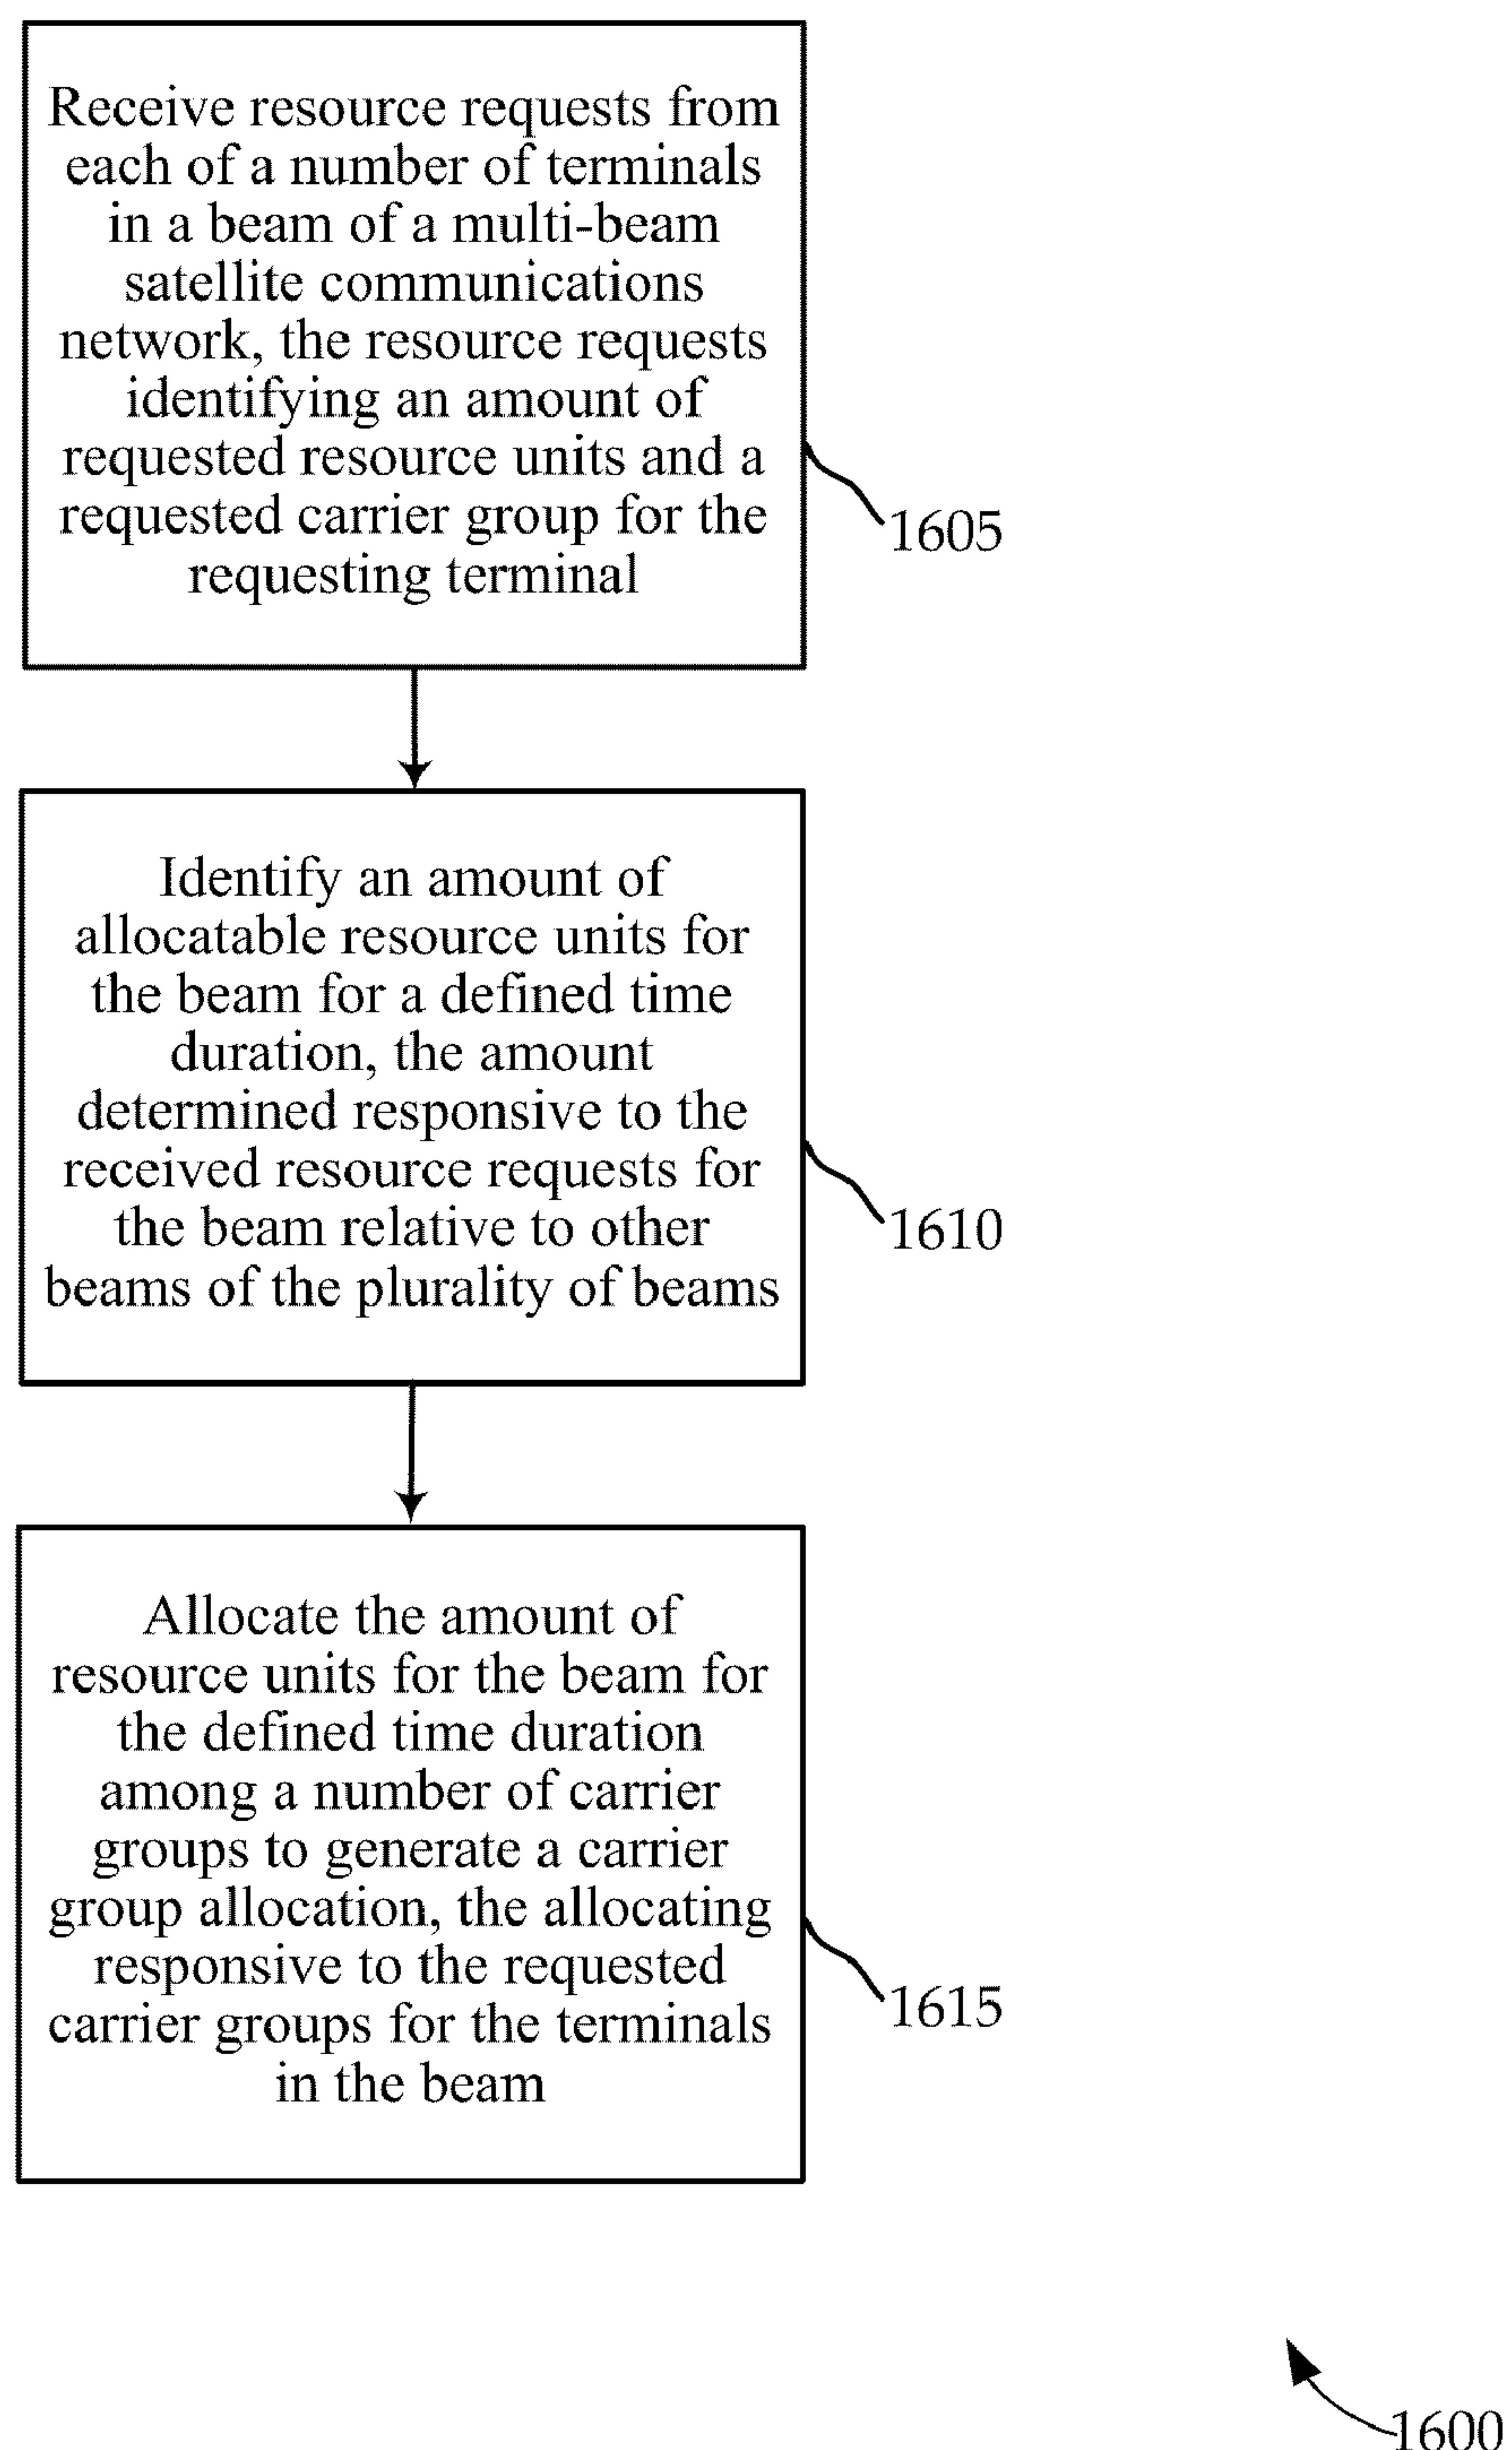 Receive resource requests from
each of a number of terminals
in a beam of a multi-beam
satellite communications
network, the resource requests
identifying an amount of
requested resource units and a
requested carrier group for the
requesting terminal
1605
Identify an amount of
allocatable resource units for
the beam for a defined time
duration, the amount
determined responsive to the
received resource requests for
the beam relative to other
beams of the plurality of beams
1610
Allocate the amount of
resource units for the beam for
the defined time duration
among a number of carrier
groups to generate a carrier
group allocation, the allocating
responsive to the requested
carrier groups for the terminals
in the beam
1615
1600